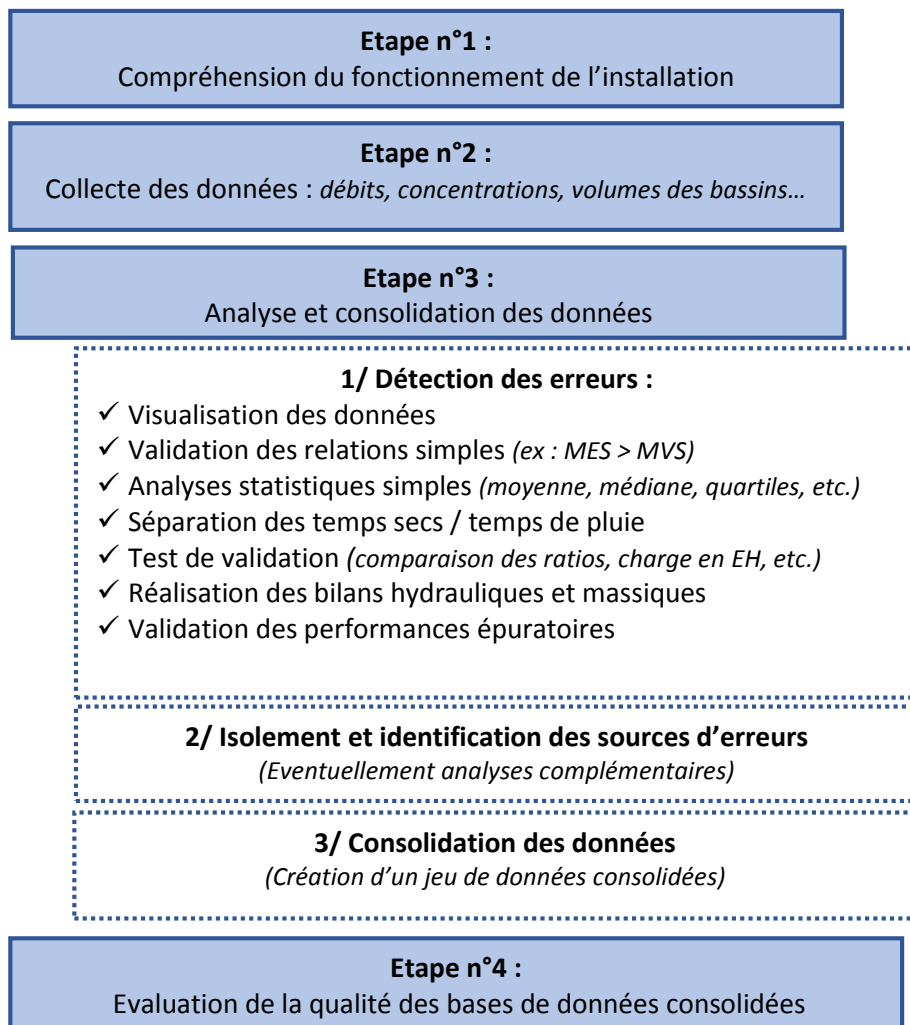 Etape n°1 :
Compréhension du fonctionnement de l’installation
Etape n°2 :
Collecte des données : débits, concentrations, volumes des bassins…
Etape n°3 :
Analyse et consolidation des données
1/ Détection des erreurs :
✓ Visualisation des données
✓ Validation des relations simples (ex : MES > MVS)
✓ Analyses statistiques simples (moyenne, médiane, quartiles, etc.)
✓ Séparation des temps secs / temps de pluie
✓ Test de validation (comparaison des ratios, charge en EH, etc.)
✓ Réalisation des bilans hydrauliques et massiques
✓ Validation des performances épuratoires
2/ Isolement et identification des sources d’erreurs
(Eventuellement analyses complémentaires)
3/ Consolidation des données
(Création d’un jeu de données consolidées)
Etape n°4 :
Evaluation de la qualité des bases de données consolidées